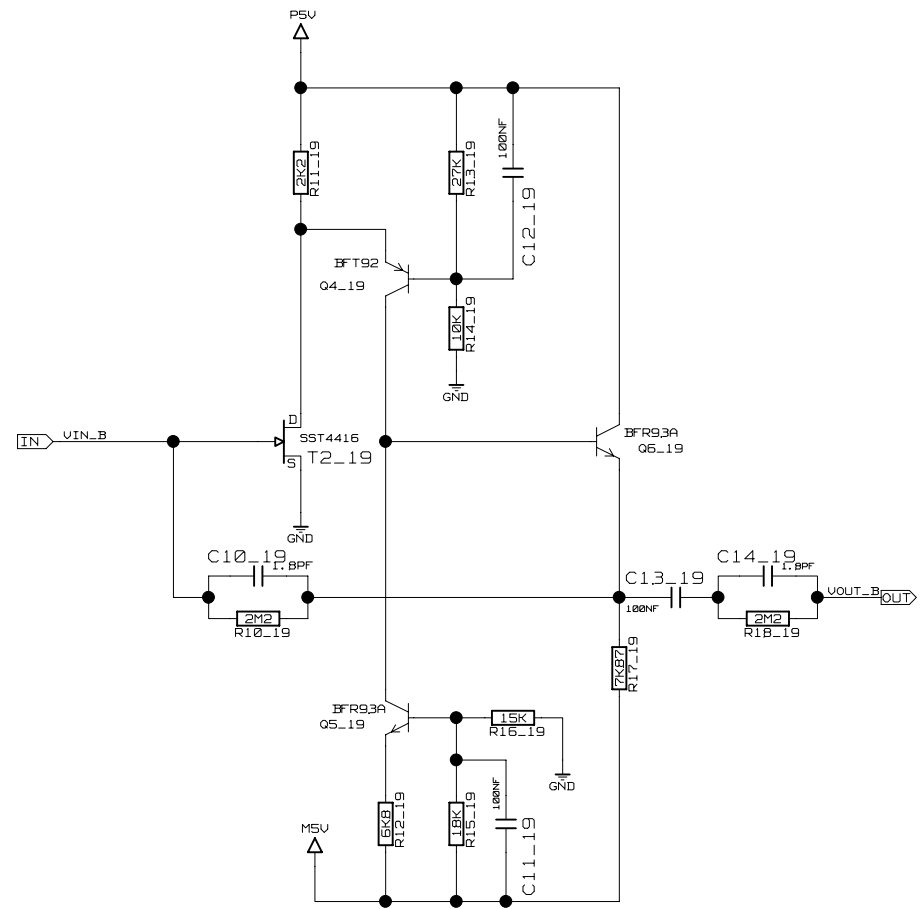 P5V
2K2
R11_19
27K
R13_19
100NF
C12_19
BFT92
Q4_19
10K
R14_19
GND
IN
VIN_B
D
SST4416
S
T2_19
BFR93A
Q6_19
GND
C10_19
1.8PF
2M2
R10_19
C13_19
100NF
C14_19
1.8PF
2M2
R18_19
VOUT_B
OUT
7K87
R17_19
BFR93A
Q5_19
15K
R16_19
GND
6K8
R12_19
18K
R15_19
100NF
C11_19
M5V